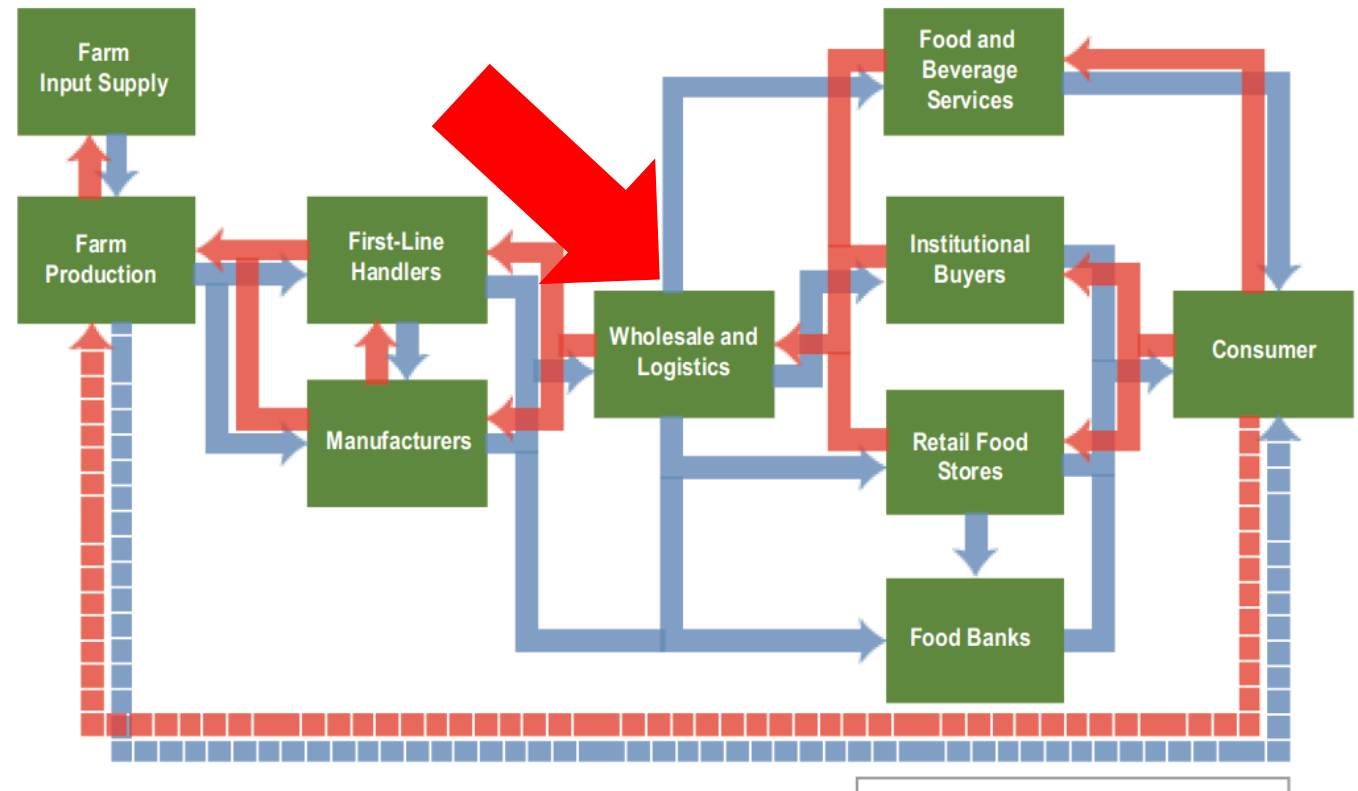 Farm
Input Supply
Food and
Beverage
Services
Farm
Production
First-Line
Handlers
Institutional
Buyers
Wholesale and
Logistics
Consumer
Manufacturers
Retail Food
Stores
Food Banks